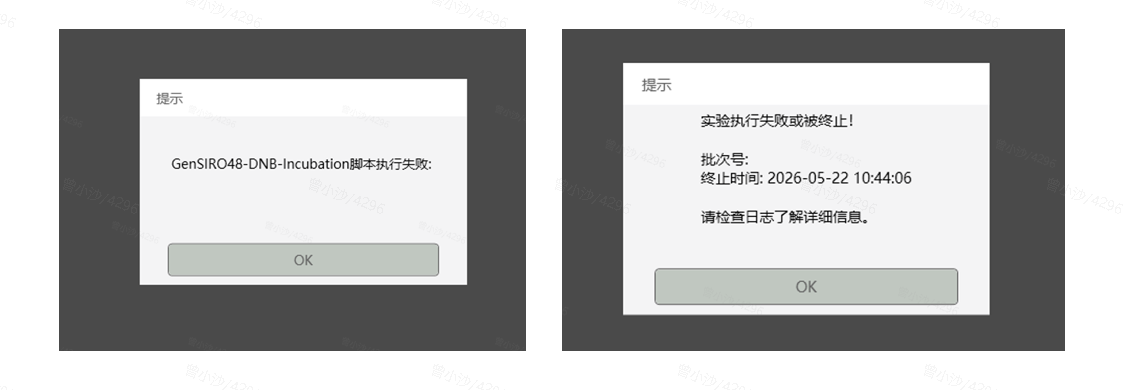 提示
GenSIRO48-DNB-Incubation脚本执行失败:
OK
提示
实验执行失败或被终止!
批次号:
终止时间: 2026-05-22 10:44:06
请检查日志了解详细信息。
OK